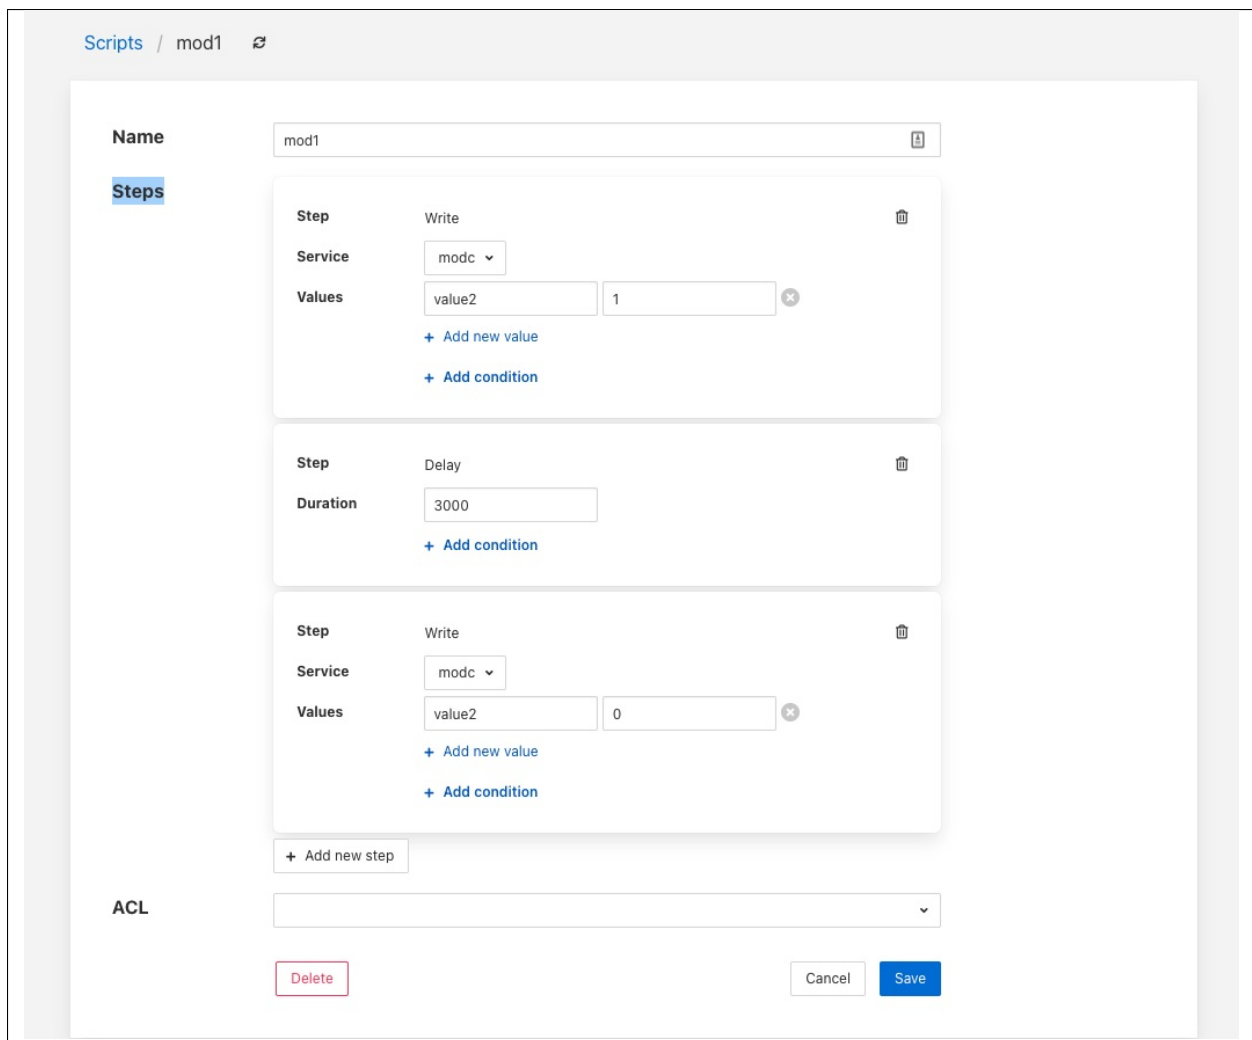 Scripts / mod1
Name mod1
Steps
Step Write
Service modc
Values value2 1
+ Add new value
+ Add condition
Step Delay
Duration 3000
+ Add condition
Step Write
Service modc
Values value2 0
+ Add new value
+ Add condition
+ Add new step
ACL
Delete Cancel Save